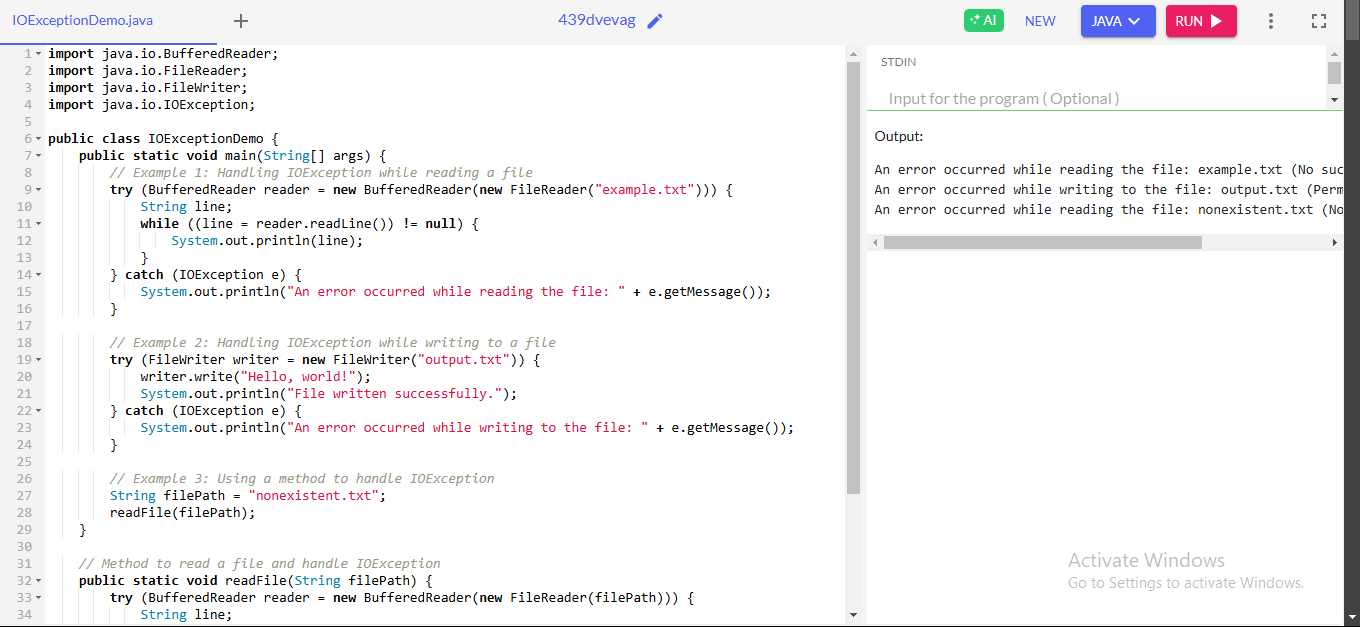 IOExceptionDemo.java + 439dvevag AI NEW JAVA RUN
1 import java.io.BufferedReader;
2 import java.io.FileReader;
3 import java.io.FileWriter;
4 import java.io.IOException;
5
6 public class IOExceptionDemo {
7     public static void main(String[] args) {
8         // Example 1: Handling IOException while reading a file
9         try (BufferedReader reader = new BufferedReader(new FileReader("example.txt"))) {
10             String line;
11             while ((line = reader.readLine()) != null) {
12                 System.out.println(line);
13             }
14         } catch (IOException e) {
15             System.out.println("An error occurred while reading the file: " + e.getMessage());
16         }
17
18         // Example 2: Handling IOException while writing to a file
19         try (FileWriter writer = new FileWriter("output.txt")) {
20             writer.write("Hello, world!");
21             System.out.println("File written successfully.");
22         } catch (IOException e) {
23             System.out.println("An error occurred while writing to the file: " + e.getMessage());
24         }
25
26         // Example 3: Using a method to handle IOException
27         String filePath = "nonexistent.txt";
28         readFile(filePath);
29     }
30
31     // Method to read a file and handle IOException
32     public static void readFile(String filePath) {
33         try (BufferedReader reader = new BufferedReader(new FileReader(filePath))) {
34             String line;
STDIN
Input for the program ( Optional )
Output:
An error occurred while reading the file: example.txt (No suc
An error occurred while writing to the file: output.txt (Perm
An error occurred while reading the file: nonexistent.txt (No
Activate Windows
Go to Settings to activate Windows.